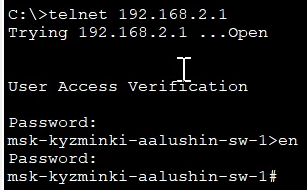 C:\>telnet 192.168.2.1
Trying 192.168.2.1 ...Open
User Access Verification
Password:
msk-kyzminki-aalushin-sw-1>en
Password:
msk-kyzminki-aalushin-sw-1#